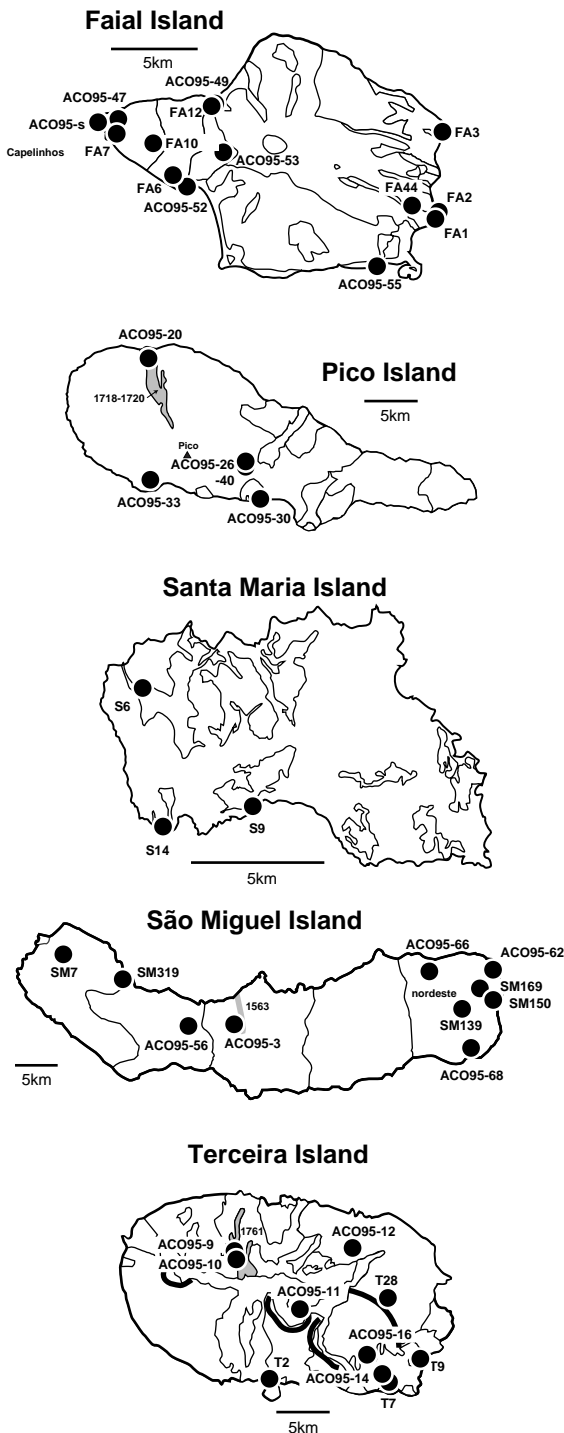 Faial Island
5km
ACO95-49
ACO95-47
FA12
ACO95-s
FA3
FA10
ACO95-53
Capelinhos
FA7
FA6
FA44
FA2
ACO95-52
FA1
ACO95-55
ACO95-20
Pico Island
1718-1720
5km
Pico
ACO95-26
-40
ACO95-33
ACO95-30
Santa Maria Island
S6
S9
S14
5km
São Miguel Island
ACO95-66
ACO95-62
SM7
SM319
SM169
nordeste
1563
SM150
SM139
ACO95-56
ACO95-3
5km
ACO95-68
Terceira Island
1761
ACO95-12
ACO95-9
ACO95-10
ACO95-11
T28
ACO95-16
T2
T9
ACO95-14
T7
5km